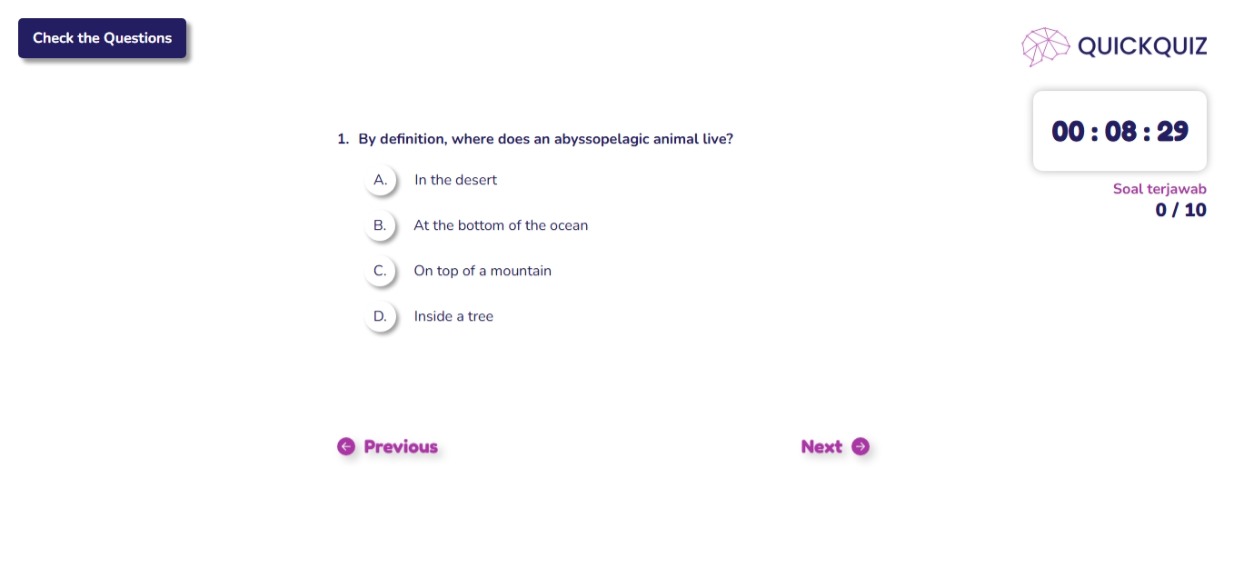 Check the Questions
QUICKQUIZ
00 : 08 : 29
Soal terjawab
0 / 10
1. By definition, where does an abyssopelagic animal live?
A. In the desert
B. At the bottom of the ocean
C. On top of a mountain
D. Inside a tree
Previous
Next